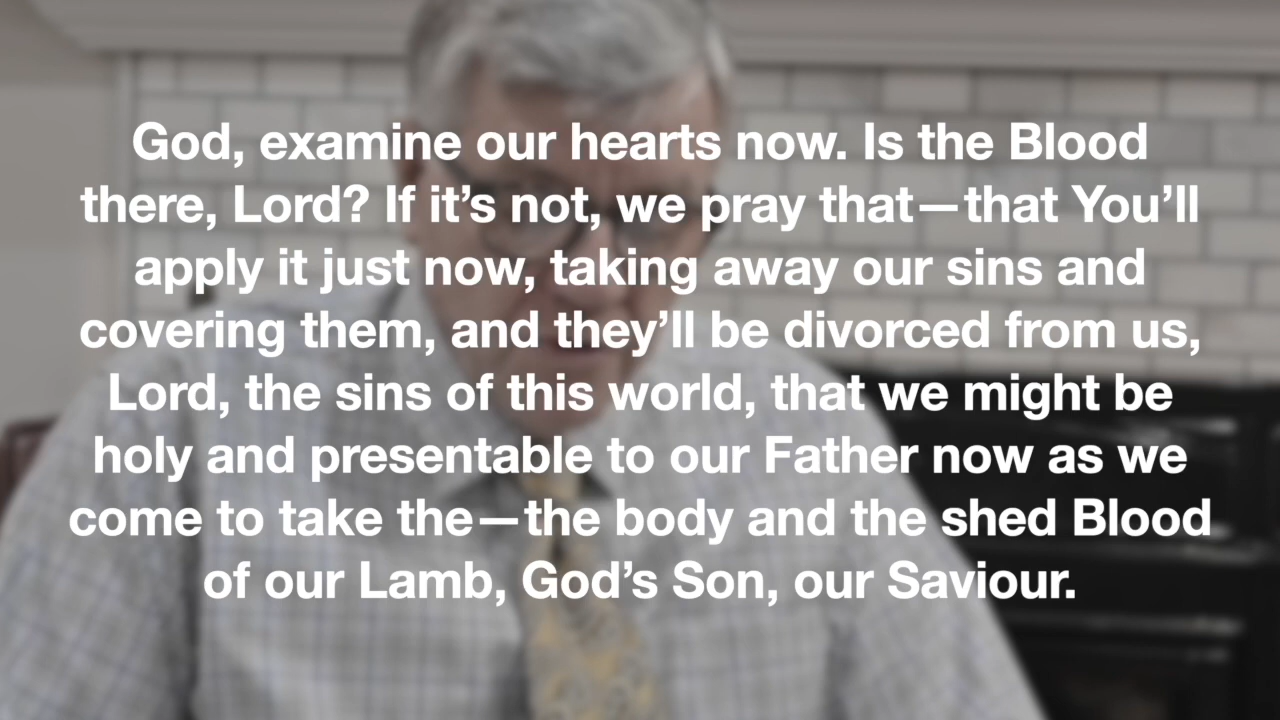 God, examine our hearts now. Is the Blood
there, Lord? If it’s not, we pray that—that You’ll
apply it just now, taking away our sins and
covering them, and they’ll be divorced from us,
Lord, the sins of this world, that we might be
holy and presentable to our Father now as we
come to take the—the body and the shed Blood
of our Lamb, God’s Son, our Saviour.